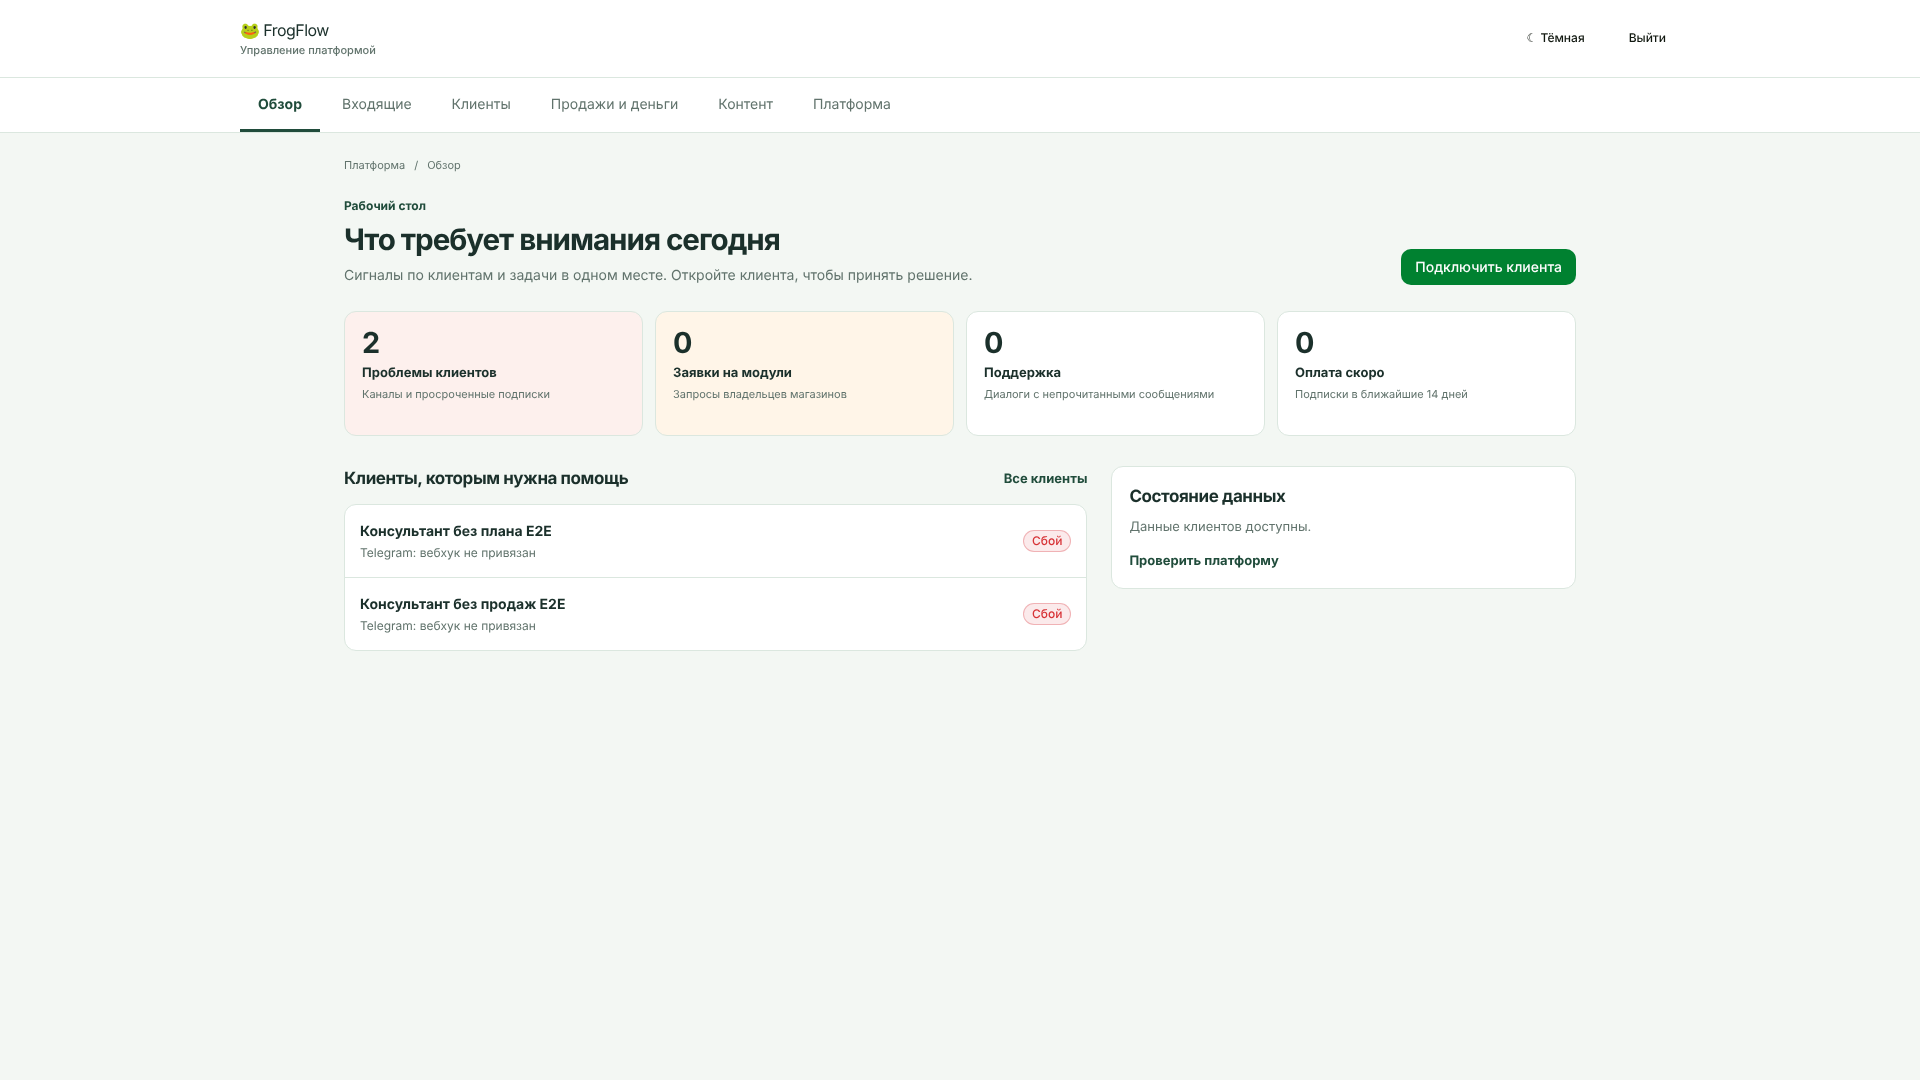 🐸 FrogFlow
Управление платформой
☾ Тёмная
Выйти
Обзор
Входящие
Клиенты
Продажи и деньги
Контент
Платформа
Платформа / Обзор
Рабочий стол
Что требует внимания сегодня
Сигналы по клиентам и задачи в одном месте. Откройте клиента, чтобы принять решение.
Подключить клиента
2
Проблемы клиентов
Каналы и просроченные подписки
0
Заявки на модули
Запросы владельцев магазинов
0
Поддержка
Диалоги с непрочитанными сообщениями
0
Оплата скоро
Подписки в ближайшие 14 дней
Клиенты, которым нужна помощь
Все клиенты
Консультант без плана E2E
Telegram: вебхук не привязан
Сбой
Консультант без продаж E2E
Telegram: вебхук не привязан
Сбой
Состояние данных
Данные клиентов доступны.
Проверить платформу